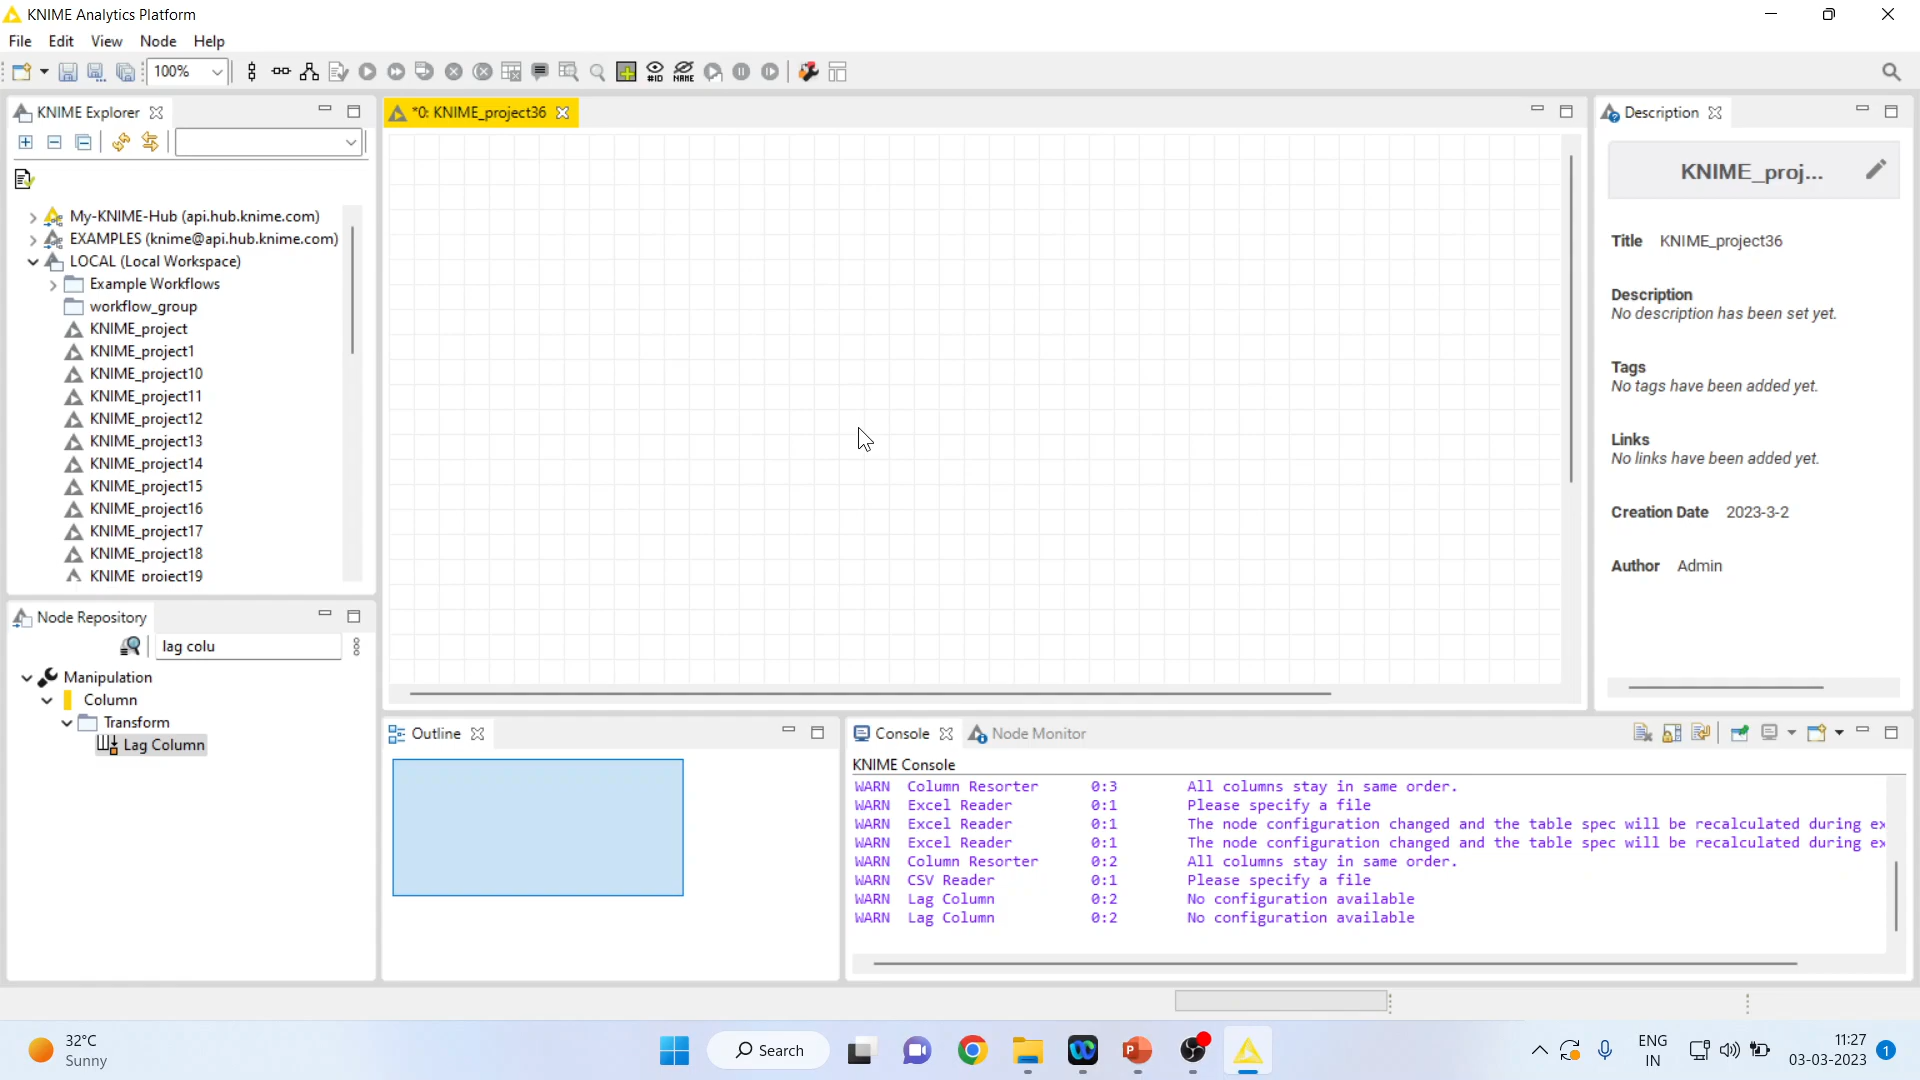 KNIME Analytics Platform
File Edit View Node Help
100%
#ID
NAME
KNIME Explorer
*0: KNIME_project36
Description
KNIME_proj...
My-KNIME-Hub (api.hub.knime.com)
EXAMPLES (knime@api.hub.knime.com)
LOCAL (Local Workspace)
Example Workflows
workflow_group
KNIME_project
KNIME_project1
KNIME_project10
KNIME_project11
KNIME_project12
KNIME_project13
KNIME_project14
KNIME_project15
KNIME_project16
KNIME_project17
KNIME_project18
KNIME_project19
Title KNIME_project36
Description
No description has been set yet.
Tags
No tags have been added yet.
Links
No links have been added yet.
Creation Date 2023-3-2
Author Admin
Node Repository
lag colu
Manipulation
Column
Transform
Lag Column
Outline
Console
Node Monitor
KNIME Console
WARN Column Resorter 0:3 All columns stay in same order.
WARN Excel Reader 0:1 Please specify a file
WARN Excel Reader 0:1 The node configuration changed and the table spec will be recalculated during ex
WARN Excel Reader 0:1 The node configuration changed and the table spec will be recalculated during ex
WARN Column Resorter 0:2 All columns stay in same order.
WARN CSV Reader 0:1 Please specify a file
WARN Lag Column 0:2 No configuration available
WARN Lag Column 0:2 No configuration available
32°C
Sunny
Search
P
ENG
IN
11:27
03-03-2023
1